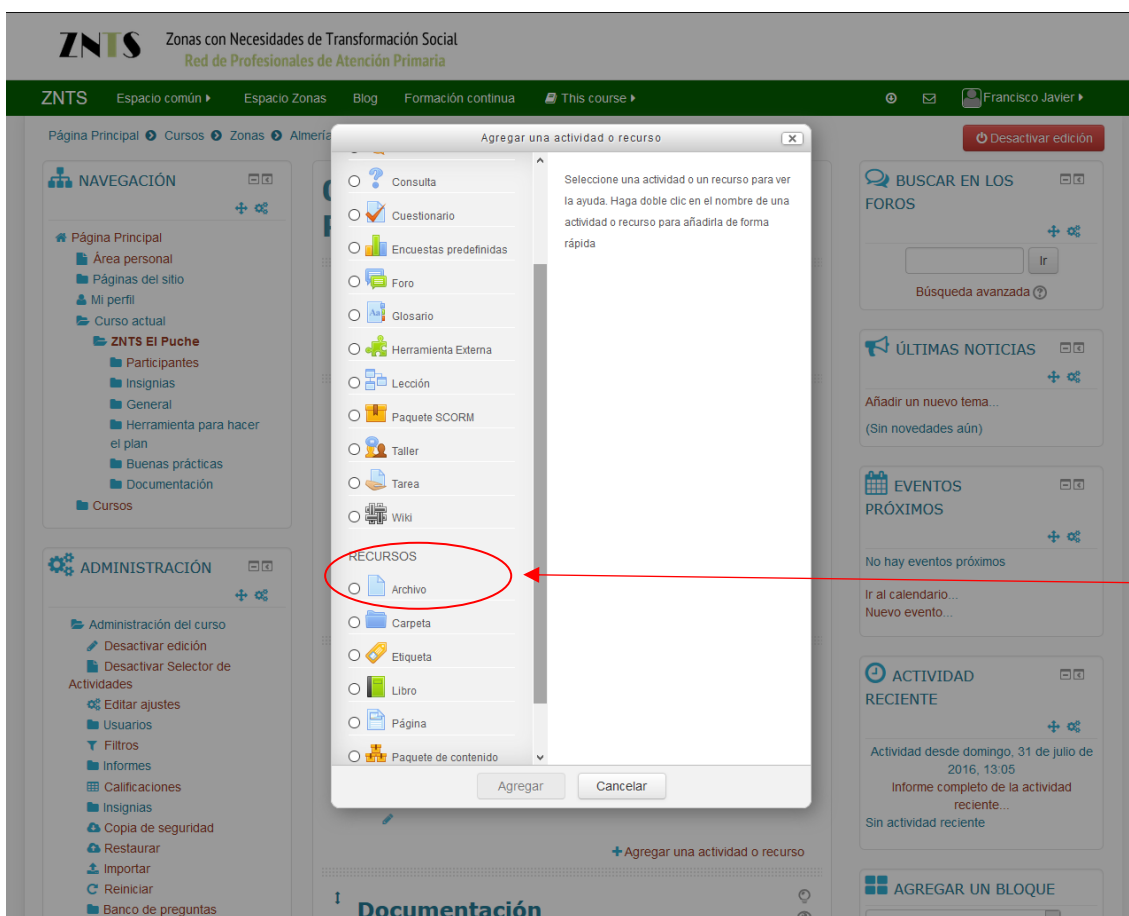 ZNTS
Zonas con Necesidades de Transformación Social
Red de Profesionales de Atención Primaria
ZNTS
Espacio común
Espacio Zonas
Blog
Formación continua
This course
Francisco Javier
Página Principal Cursos Zonas Almería
Desactivar edición
NAVEGACIÓN
Página Principal
Área personal
Páginas del sitio
Mi perfil
Curso actual
ZNTS El Puche
Participantes
Insignias
General
Herramienta para hacer
el plan
Buenas prácticas
Documentación
Cursos
ADMINISTRACIÓN
Administración del curso
Desactivar edición
Desactivar Selector de
Actividades
Editar ajustes
Usuarios
Filtros
Informes
Calificaciones
Insignias
Copia de seguridad
Restaurar
Importar
Reiniciar
Banco de preguntas
Agregar una actividad o recurso
Consulta
Cuestionario
Encuestas predefinidas
Foro
Glosario
Herramienta Externa
Lección
Paquete SCORM
Taller
Tarea
Wiki
RECURSOS
Archivo
Carpeta
Etiqueta
Libro
Página
Paquete de contenido
Seleccione una actividad o un recurso para ver
la ayuda. Haga doble clic en el nombre de una
actividad o recurso para añadirla de forma
rápida
Agregar
Cancelar
+Agregar una actividad o recurso
Documentación
BUSCAR EN LOS
FOROS
Ir
Búsqueda avanzada
ÚLTIMAS NOTICIAS
Añadir un nuevo tema...
(Sin novedades aún)
EVENTOS
PRÓXIMOS
No hay eventos próximos
Ir al calendario...
Nuevo evento...
ACTIVIDAD
RECIENTE
Actividad desde domingo, 31 de julio de
2016, 13:05
Informe completo de la actividad
reciente...
Sin actividad reciente
AGREGAR UN BLOQUE